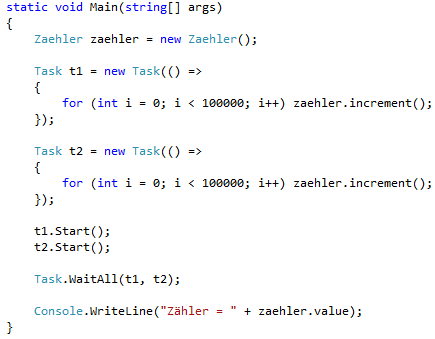 static void Main(string[] args)
{
    Zaehler zaehler = new Zaehler();

    Task t1 = new Task(() =>
    {
        for (int i = 0; i < 100000; i++) zaehler.increment();
    });

    Task t2 = new Task(() =>
    {
        for (int i = 0; i < 100000; i++) zaehler.increment();
    });

    t1.Start();
    t2.Start();

    Task.WaitAll(t1, t2);

    Console.WriteLine("Zähler = " + zaehler.value);
}